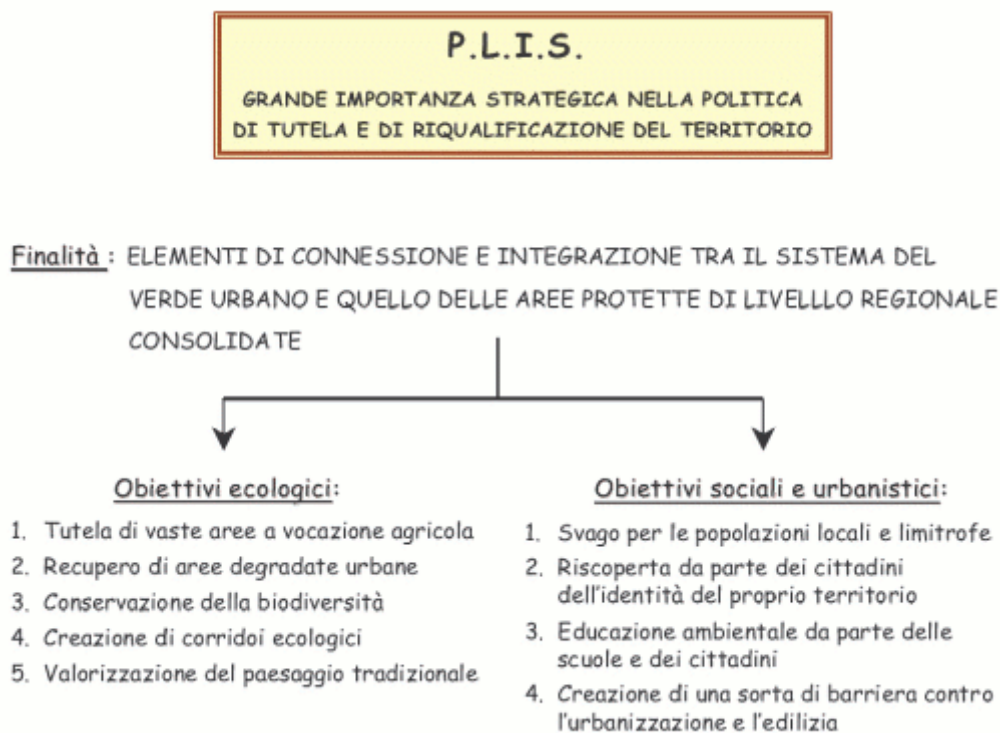 P.L.I.S.
GRANDE IMPORTANZA STRATEGICA NELLA POLITICA
DI TUTELA E DI RIQUALIFICAZIONE DEL TERRITORIO
Finalità : ELEMENTI DI CONNESSIONE E INTEGRAZIONE TRA IL SISTEMA DEL
VERDE URBANO E QUELLO DELLE AREE PROTETTE DI LIVELLLO REGIONALE
CONSOLIDATE
Obiettivi ecologici:
1. Tutela di vaste aree a vocazione agricola
2. Recupero di aree degradate urbane
3. Conservazione della biodiversità
4. Creazione di corridoi ecologici
5. Valorizzazione del paesaggio tradizionale
Obiettivi sociali e urbanistici:
1. Svago per le popolazioni locali e limitrofe
2. Riscoperta da parte dei cittadini
dell'identità del proprio territorio
3. Educazione ambientale da parte delle
scuole e dei cittadini
4. Creazione di una sorta di barriera contro
l'urbanizzazione e l'edilizia